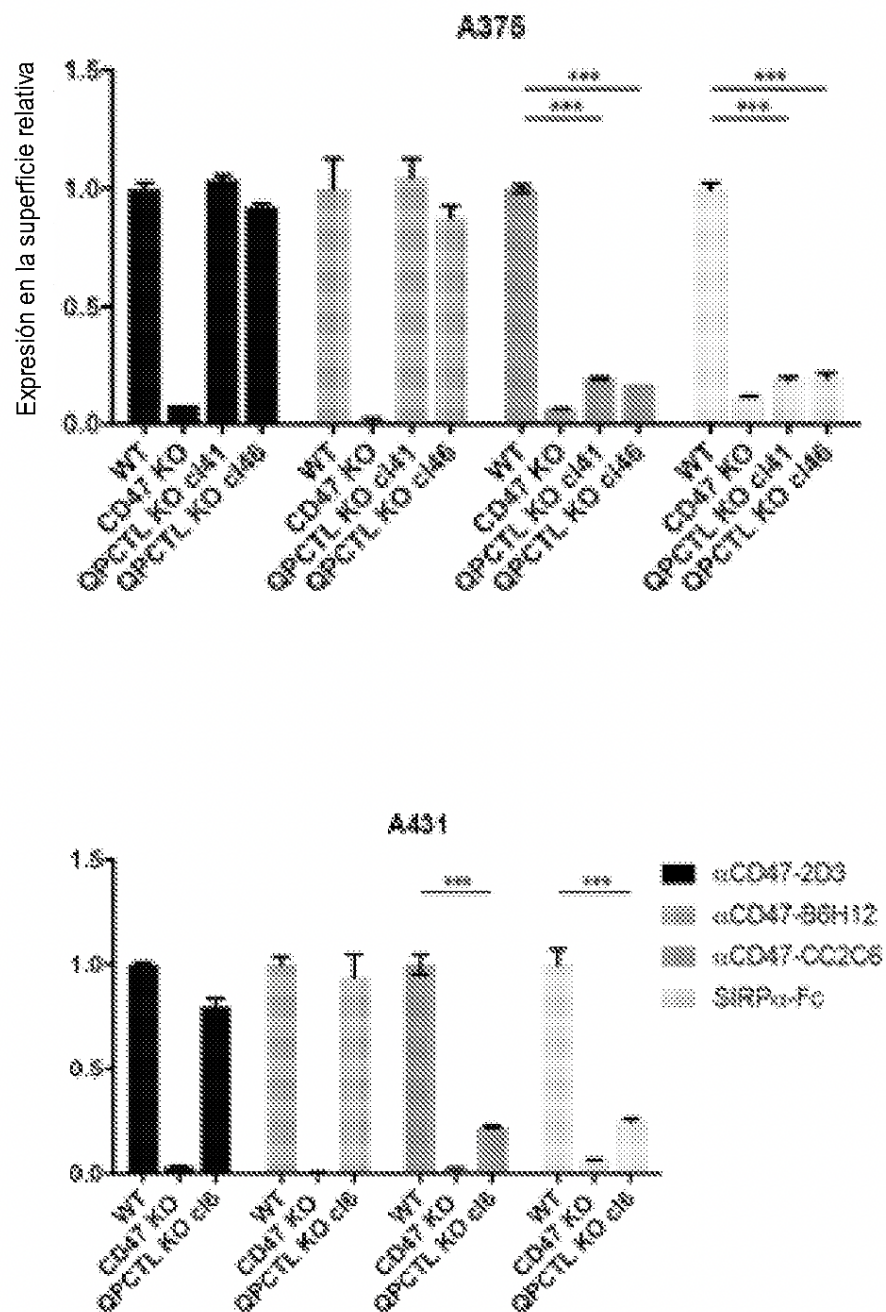 A375
Expresión en la superficie relativa
1.5
1.0
0.5
0.0
*** ***
*** ***
WT
CD47 KO
QPCTL KO cl41
QPCTL KO cl46
WT
CD47 KO
QPCTL KO cl41
QPCTL KO cl46
WT
CD47 KO
QPCTL KO cl41
QPCTL KO cl46
WT
CD47 KO
QPCTL KO cl41
QPCTL KO cl46
A431
1.5
1.0
0.5
0.0
*** ***
αCD47-2D3
αCD47-B6H12
αCD47-CC2C6
SIRPα-Fc
WT
CD47 KO
QPCTL KO cl6
WT
CD47 KO
QPCTL KO cl6
WT
CD47 KO
QPCTL KO cl6
WT
CD47 KO
QPCTL KO cl6